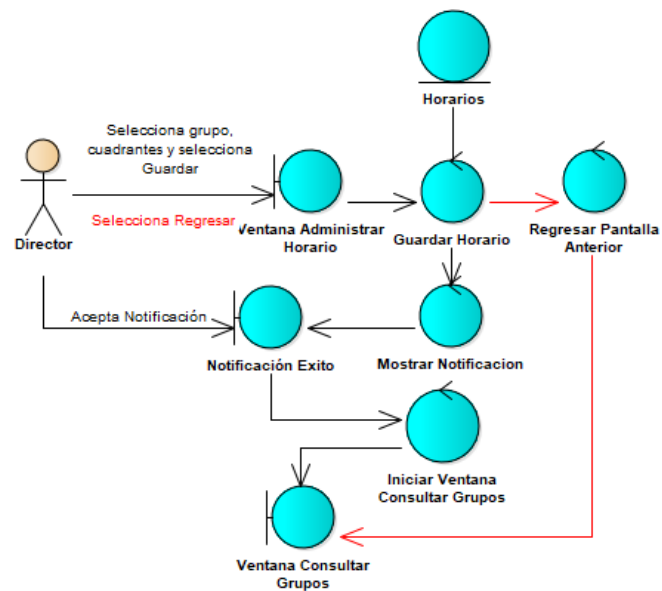 Horarios
Selecciona grupo,
cuadrantes y selecciona
Guardar
Selecciona Regresar
Director
Ventana Administrar
Horario
Guardar Horario
Regresar Pantalla
Anterior
Acepta Notificación
Notificación Exito
Mostrar Notificacion
Iniciar Ventana
Consultar Grupos
Ventana Consultar
Grupos